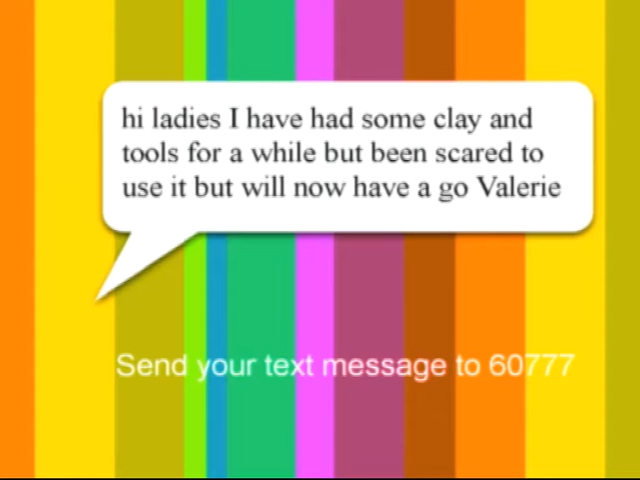 hi ladies I have had some clay and
tools for a while but been scared to
use it but will now have a go Valerie
Send your text message to 60777